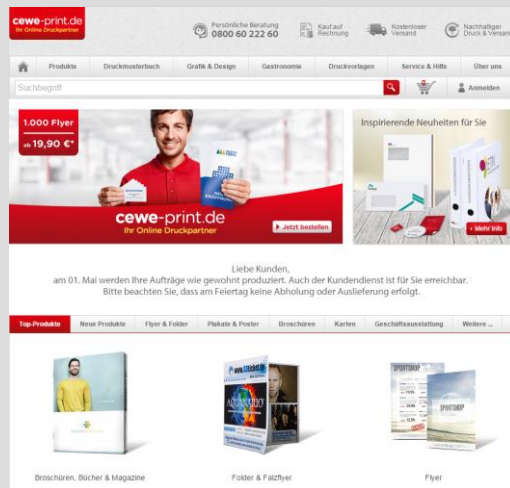 cewe-print.de
Ihr Online Druckpartner
Persönliche Beratung
0800 60 222 60
Kauf auf
Rechnung
Kostenloser
Versand
Nachhaltiger
Druck & Versand
Produkte
Druckmusterbuch
Grafik & Design
Gastronomie
Druckvorlagen
Service & Hilfe
Über uns
Suchbegriff
Anmelden
1.000 Flyer
ab 19,90 €*
cewe-print.de
Ihr Online Druckpartner
Jetzt bestellen
Inspirierende Neuheiten für Sie
Mehr Info
Liebe Kunden,
am 01. Mai werden Ihre Aufträge wie gewohnt produziert. Auch der Kundendienst ist für Sie erreichbar.
Bitte beachten Sie, dass am Feiertag keine Abholung oder Auslieferung erfolgt.
Top-Produkte
Neue Produkte
Flyer & Folder
Plakate & Poster
Broschüren
Karten
Geschäftsausstattung
Weitere ...
SPORTSHOP
SPORTSHOP
Broschüren, Bücher & Magazine
Folder & Falzflyer
Flyer